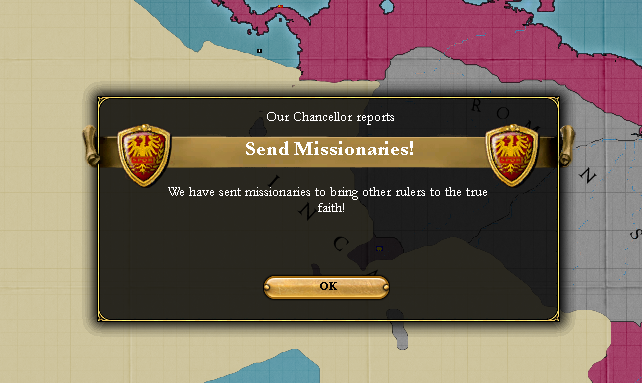 Our Chancellor reports
Send Missionaries!
We have sent missionaries to bring other rulers to the true
faith!
OK